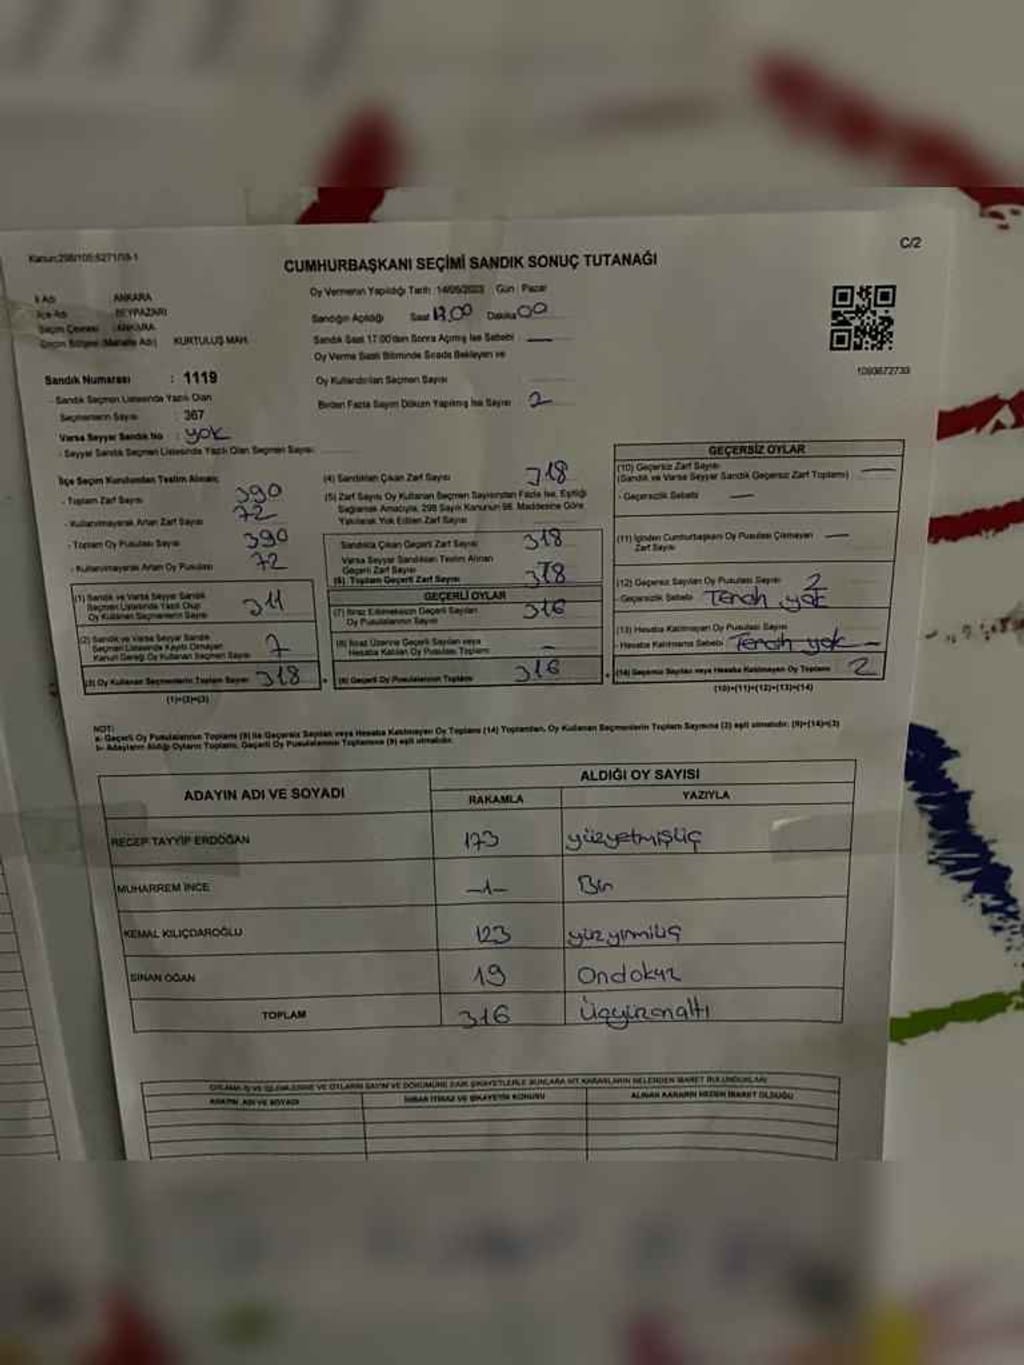 Kanun:298/105;6271/19-1
C/2
CUMHURBAŞKANI SEÇİMİ SANDIK SONUÇ TUTANAĞI
İl Adı ANKARA
İlçe Adı BEYPAZARI
Seçim Çevresi : ANKARA
Seçim Bölgesi (Mahalle Adı) KURTULUŞ MAH.
Sandık Numarası : 1119
- Sandık Seçmen Listesinde Yazılı Olan
Seçmenlerin Sayısı : 367
Varsa Seyyar Sandık No : yok
- Seyyar Sandık Seçmen Listesinde Yazılı Olan Seçmen Sayısı
Oy Vermenin Yapıldığı Tarih : 14/05/2023 Gün : Pazar
Sandığın Açıldığı Saat 17,00 Dakika 00
Sandık Saat 17:00'den Sonra Açılmış İse Sebebi : —
Oy Verme Saati Bitiminde Sırada Bekleyen ve
Oy Kullandırılan Seçmen Sayısı
Birden Fazla Sayım Döküm Yapılmış İse Sayısı 2
1093672733
İlçe Seçim Kurulundan Teslim Alınan;
- Toplam Zarf Sayısı 390
- Kullanılmayarak Artan Zarf Sayısı 72
- Toplam Oy Pusulası Sayısı 390
- Kullanılmayarak Artan Oy Pusulası 72
(1) Sandık ve Varsa Seyyar Sandık
Seçmen Listesinde Yazılı Olup
Oy Kullanan Seçmenlerin Sayısı 311
(2) Sandık ve Varsa Seyyar Sandık
Seçmen Listesinde Kaydı Olmayan
Kanun Gereği Oy Kullanan Seçmen Sayısı 7
(3) Oy Kullanan Seçmenlerin Toplam Sayısı 318
(1)+(2)=(3)
(4) Sandıktan Çıkan Zarf Sayısı 318
(5) Zarf Sayısı Oy Kullanan Seçmen Sayısından Fazla İse, Eşitliği
Sağlamak Amacıyla, 298 Sayılı Kanunun 98. Maddesine Göre
Yakılarak Yok Edilen Zarf Sayısı
Sandıkta Çıkan Geçerli Zarf Sayısı 318
Varsa Seyyar Sandıktan Teslim Alınan
Geçerli Zarf Sayısı
(6) Toplam Geçerli Zarf Sayısı 318
GEÇERLİ OYLAR
(7) İtiraz Edilmeksizin Geçerli Sayılan
Oy Pusulalarının Sayısı 316
(8) İtiraz Üzerine Geçerli Sayılan veya
Hesaba Katılan Oy Pusulası Toplamı —
(9) Geçerli Oy Pusulalarının Toplamı 316
GEÇERSİZ OYLAR
(10) Geçersiz Zarf Sayısı
(Sandık ve Varsa Seyyar Sandık Geçersiz Zarf Toplamı) —
- Geçersizlik Sebebi —
(11) İçinden Cumhurbaşkanı Oy Pusulası Çıkmayan
Zarf Sayısı —
(12) Geçersiz Sayılan Oy Pusulası Sayısı 2
- Geçersizlik Sebebi Tercih yok
(13) Hesaba Katılmayan Oy Pusulası Sayısı
- Hesaba Katılmama Sebebi Tercih yok —
(14) Geçersiz Sayılan veya Hesaba Katılmayan Oy Toplamı 2
(10)+(11)+(12)+(13)=(14)
NOT:
a- Geçerli Oy Pusulalarının Toplamı (9) ile Geçersiz Sayılan veya Hesaba Katılmayan Oy Toplamı (14) Toplamları, Oy Kullanan Seçmenlerin Toplam Sayısına (3) eşit olmalıdır. (9)+(14)=(3)
b- Adayların Aldığı Oyların Toplamı, Geçerli Oy Pusulalarının Toplamına (9) eşit olmalıdır.
ADAYIN ADI VE SOYADI
ALDIĞI OY SAYISI
RAKAMLA YAZIYLA
RECEP TAYYİP ERDOĞAN 173 yüzyetmişüç
MUHARREM İNCE —1— Bir
KEMAL KILIÇDAROĞLU 123 yüzyirmiüç
SİNAN OĞAN 19 Ondokuz
TOPLAM 316 Üçyüzonaltı
ADAYIN ADI VE SOYADI
İTİRAZ VE ŞİKAYETİN KONUSU
ALINAN KARARIN NEDEN İBARET OLDUĞU